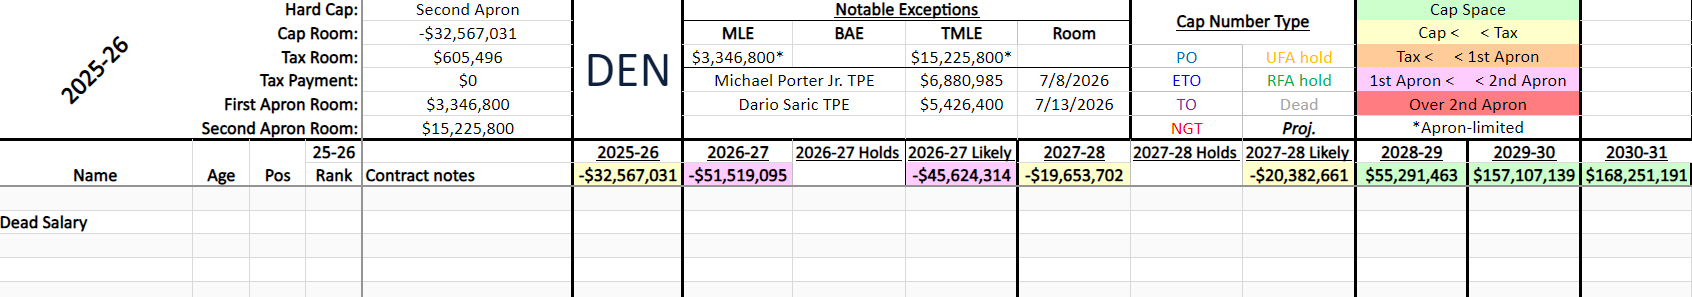 2025-26
Hard Cap: Second Apron
Cap Room: -$32,567,031
Tax Room: $605,496
Tax Payment: $0
First Apron Room: $3,346,800
Second Apron Room: $15,225,800
DEN
Notable Exceptions
MLE BAE TMLE Room
$3,346,800* $15,225,800*
Michael Porter Jr. TPE $6,880,985 7/8/2026
Dario Saric TPE $5,426,400 7/13/2026
Cap Number Type
PO UFA hold
ETO RFA hold
TO Dead
NGT Proj.
Cap Space
Cap < < Tax
Tax < < 1st Apron
1st Apron < < 2nd Apron
Over 2nd Apron
*Apron-limited
25-26 2025-26 2026-27 2026-27 Holds 2026-27 Likely 2027-28 2027-28 Holds 2027-28 Likely 2028-29 2029-30 2030-31
Name Age Pos Rank Contract notes -$32,567,031 -$51,519,095 -$45,624,314 -$19,653,702 -$20,382,661 $55,291,463 $157,107,139 $168,251,191
Dead Salary